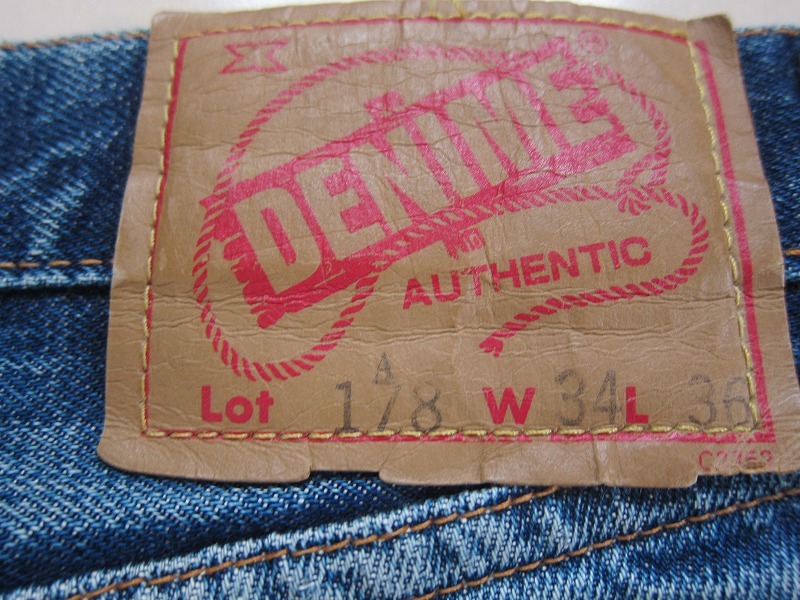 DENIME®
AUTHENTIC
A
Lot 178 W 34 L 36